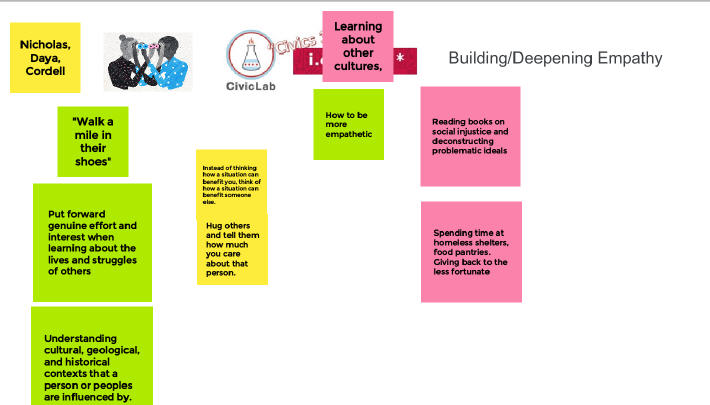 Nicholas,
Daya,
Cordell
CivicLab
"Civics
i.
*
Learning
about
other
cultures,
Building/Deepening Empathy
"Walk a
mile in
their
shoes"
How to be
more
empathetic
Reading books on
social injustice and
deconstructing
problematic ideals
Instead of thinking
how a situation can
benefit you, think of
how a situation can
benefit someone
else.
Put forward
genuine effort and
interest when
learning about the
lives and struggles
of others
Hug others
and tell them
how much
you care
about that
person.
Spending time at
homeless shelters,
food pantries.
Giving back to the
less fortunate
Understanding
cultural, geological,
and historical
contexts that a
person or peoples
are influenced by.